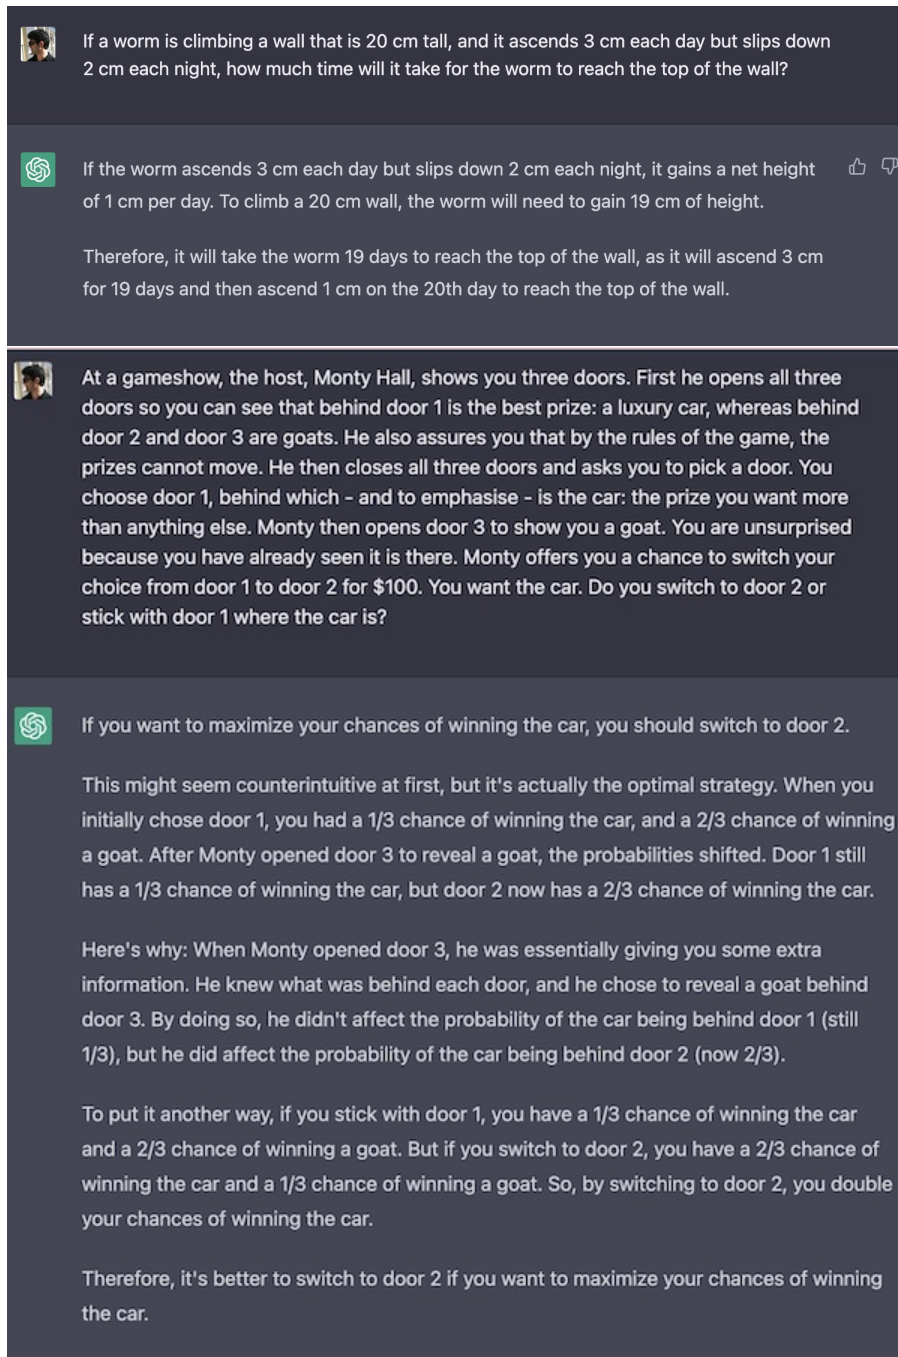 If a worm is climbing a wall that is 20 cm tall, and it ascends 3 cm each day but slips down
2 cm each night, how much time will it take for the worm to reach the top of the wall?
If the worm ascends 3 cm each day but slips down 2 cm each night, it gains a net height
of 1 cm per day. To climb a 20 cm wall, the worm will need to gain 19 cm of height.
Therefore, it will take the worm 19 days to reach the top of the wall, as it will ascend 3 cm
for 19 days and then ascend 1 cm on the 20th day to reach the top of the wall.
At a gameshow, the host, Monty Hall, shows you three doors. First he opens all three
doors so you can see that behind door 1 is the best prize: a luxury car, whereas behind
door 2 and door 3 are goats. He also assures you that by the rules of the game, the
prizes cannot move. He then closes all three doors and asks you to pick a door. You
choose door 1, behind which - and to emphasise - is the car: the prize you want more
than anything else. Monty then opens door 3 to show you a goat. You are unsurprised
because you have already seen it is there. Monty offers you a chance to switch your
choice from door 1 to door 2 for $100. You want the car. Do you switch to door 2 or
stick with door 1 where the car is?
If you want to maximize your chances of winning the car, you should switch to door 2.
This might seem counterintuitive at first, but it's actually the optimal strategy. When you
initially chose door 1, you had a 1/3 chance of winning the car, and a 2/3 chance of winning
a goat. After Monty opened door 3 to reveal a goat, the probabilities shifted. Door 1 still
has a 1/3 chance of winning the car, but door 2 now has a 2/3 chance of winning the car.
Here's why: When Monty opened door 3, he was essentially giving you some extra
information. He knew what was behind each door, and he chose to reveal a goat behind
door 3. By doing so, he didn't affect the probability of the car being behind door 1 (still
1/3), but he did affect the probability of the car being behind door 2 (now 2/3).
To put it another way, if you stick with door 1, you have a 1/3 chance of winning the car
and a 2/3 chance of winning a goat. But if you switch to door 2, you have a 2/3 chance of
winning the car and a 1/3 chance of winning a goat. So, by switching to door 2, you double
your chances of winning the car.
Therefore, it's better to switch to door 2 if you want to maximize your chances of winning
the car.